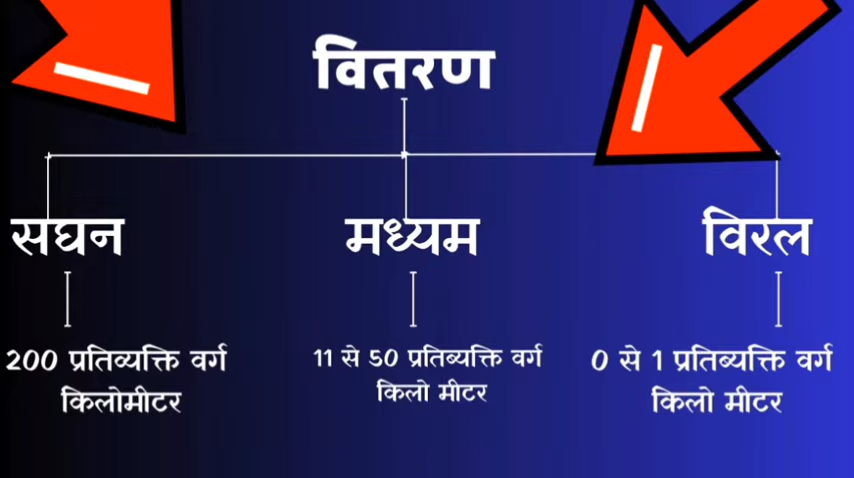 वितरण
सघन
मध्यम
विरल
200 प्रतिव्यक्ति वर्ग
किलोमीटर
11 से 50 प्रतिब्यक्ति वर्ग
किलो मीटर
0 से 1 प्रतिब्यक्ति वर्ग
किलो मीटर